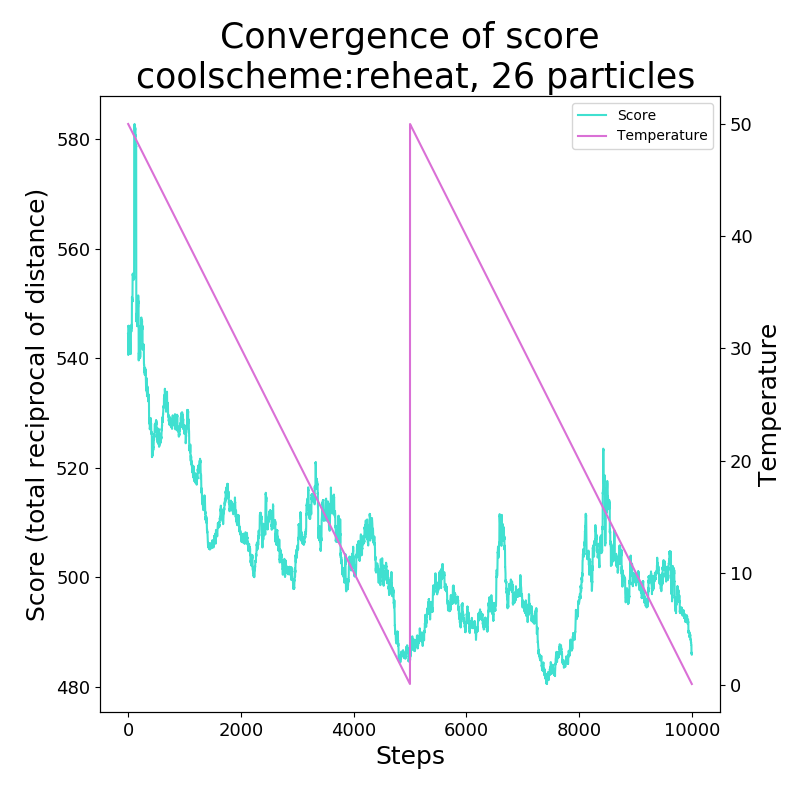 Convergence of score
coolscheme:reheat, 26 particles
Score
Temperature
580
560
540
520
500
480
Score (total reciprocal of distance)
50
40
30
20
10
0
Temperature
0 2000 4000 6000 8000 10000
Steps